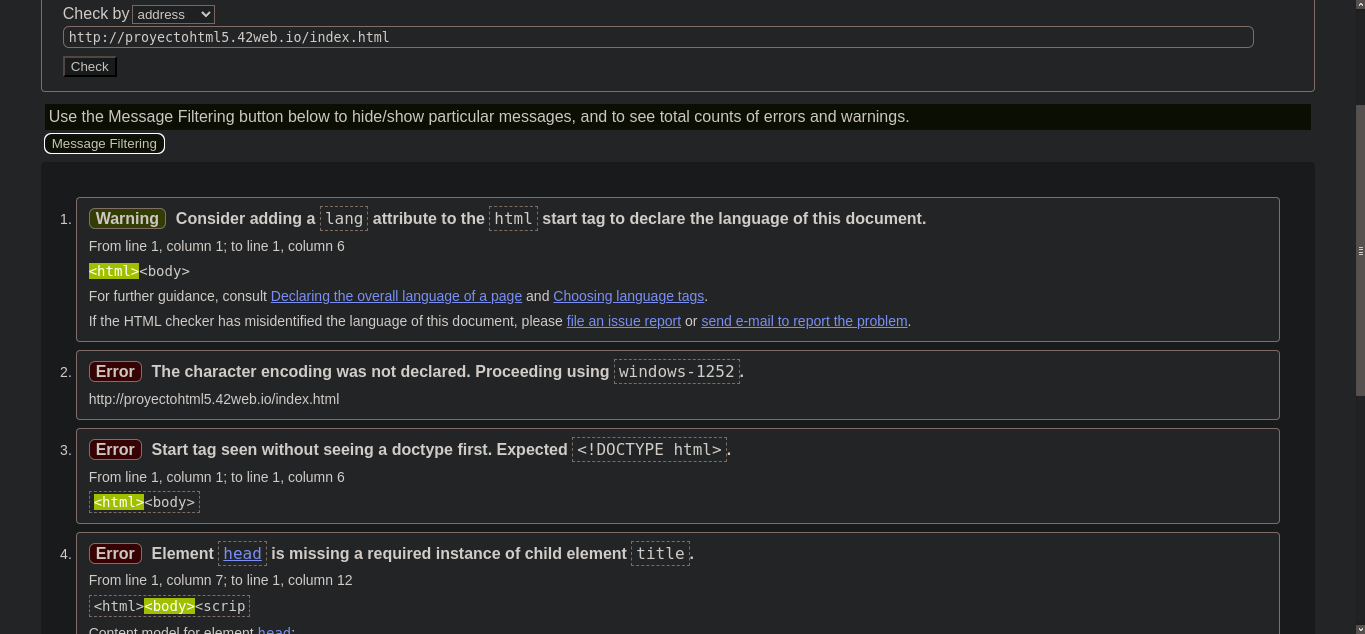 Check by address
http://proyectohtml5.42web.io/index.html
Check
Use the Message Filtering button below to hide/show particular messages, and to see total counts of errors and warnings.
Message Filtering
1. Warning Consider adding a lang attribute to the html start tag to declare the language of this document.
From line 1, column 1; to line 1, column 6
<html><body>
For further guidance, consult Declaring the overall language of a page and Choosing language tags.
If the HTML checker has misidentified the language of this document, please file an issue report or send e-mail to report the problem.
2. Error The character encoding was not declared. Proceeding using windows-1252.
http://proyectohtml5.42web.io/index.html
3. Error Start tag seen without seeing a doctype first. Expected <!DOCTYPE html>.
From line 1, column 1; to line 1, column 6
<html><body>
4. Error Element head is missing a required instance of child element title.
From line 1, column 7; to line 1, column 12
<html><body><scrip
Content model for element head: